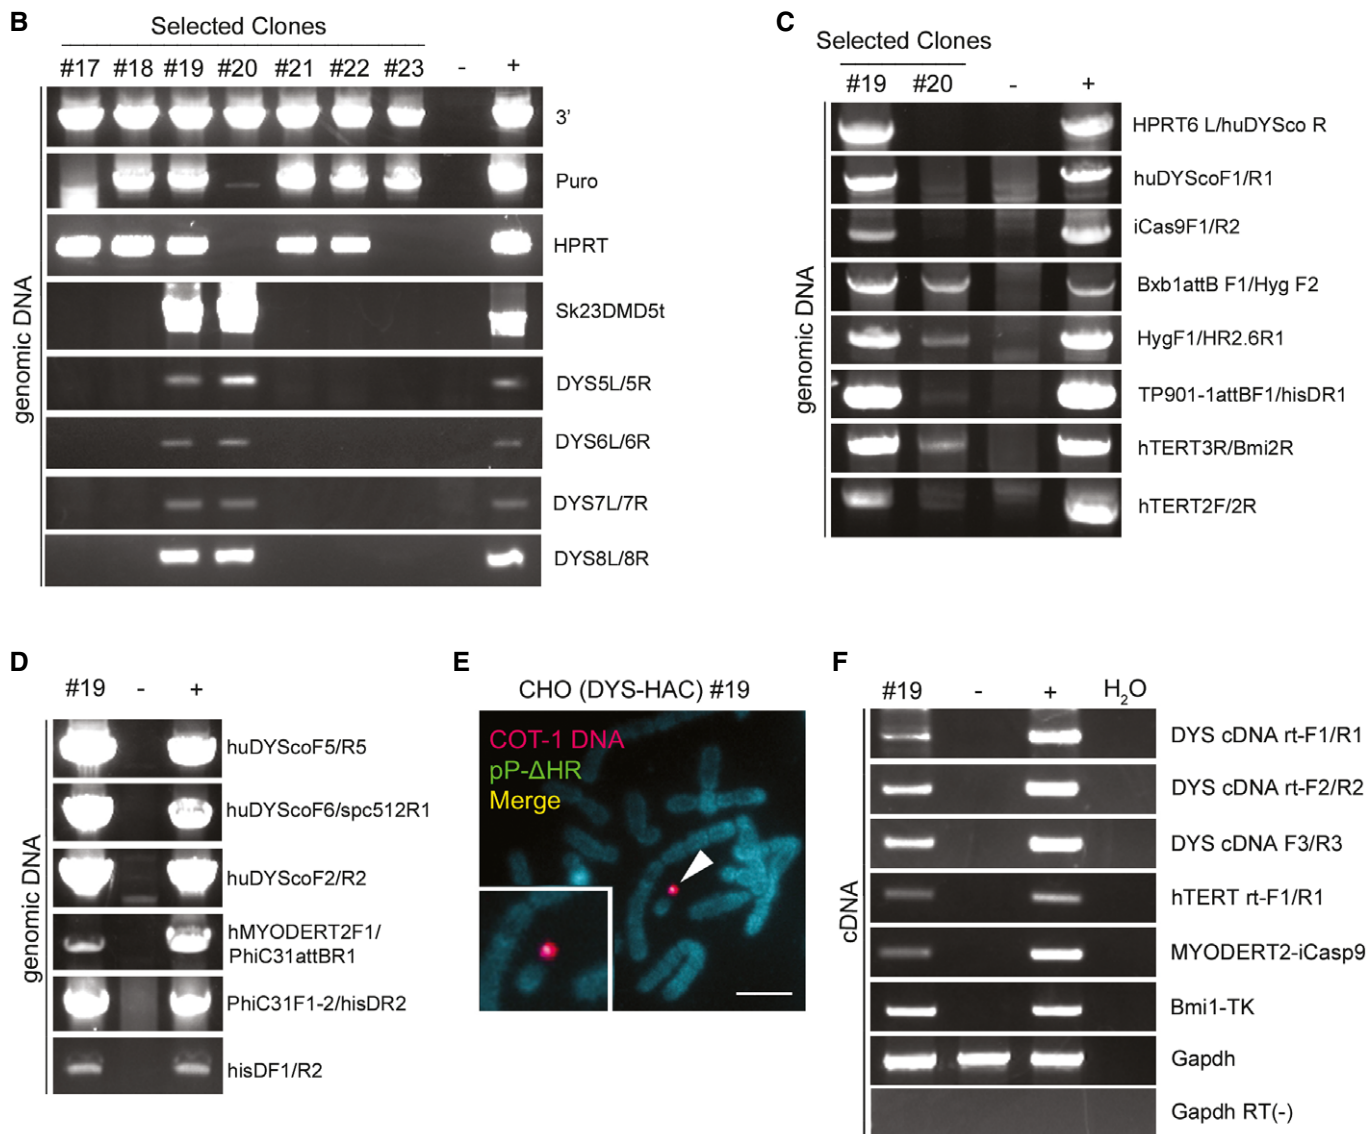 B
Selected Clones
#17 #18 #19 #20 #21 #22 #23 - +
genomic DNA
3'
Puro
HPRT
Sk23DMD5t
DYS5L/5R
DYS6L/6R
DYS7L/7R
DYS8L/8R
C
Selected Clones
#19 #20 - +
genomic DNA
HPRT6 L/huDYSco R
huDYScoF1/R1
iCas9F1/R2
Bxb1attB F1/Hyg F2
HygF1/HR2.6R1
TP901-1attBF1/hisDR1
hTERT3R/Bmi2R
hTERT2F/2R
D
#19 - +
genomic DNA
huDYScoF5/R5
huDYScoF6/spc512R1
huDYScoF2/R2
hMYODERT2F1/
PhiC31attBR1
PhiC31F1-2/hisDR2
hisDF1/R2
E
CHO (DYS-HAC) #19
COT-1 DNA
pP-ΔHR
Merge
F
#19 - + H₂O
cDNA
DYS cDNA rt-F1/R1
DYS cDNA rt-F2/R2
DYS cDNA F3/R3
hTERT rt-F1/R1
MYODERT2-iCasp9
Bmi1-TK
Gapdh
Gapdh RT(-)